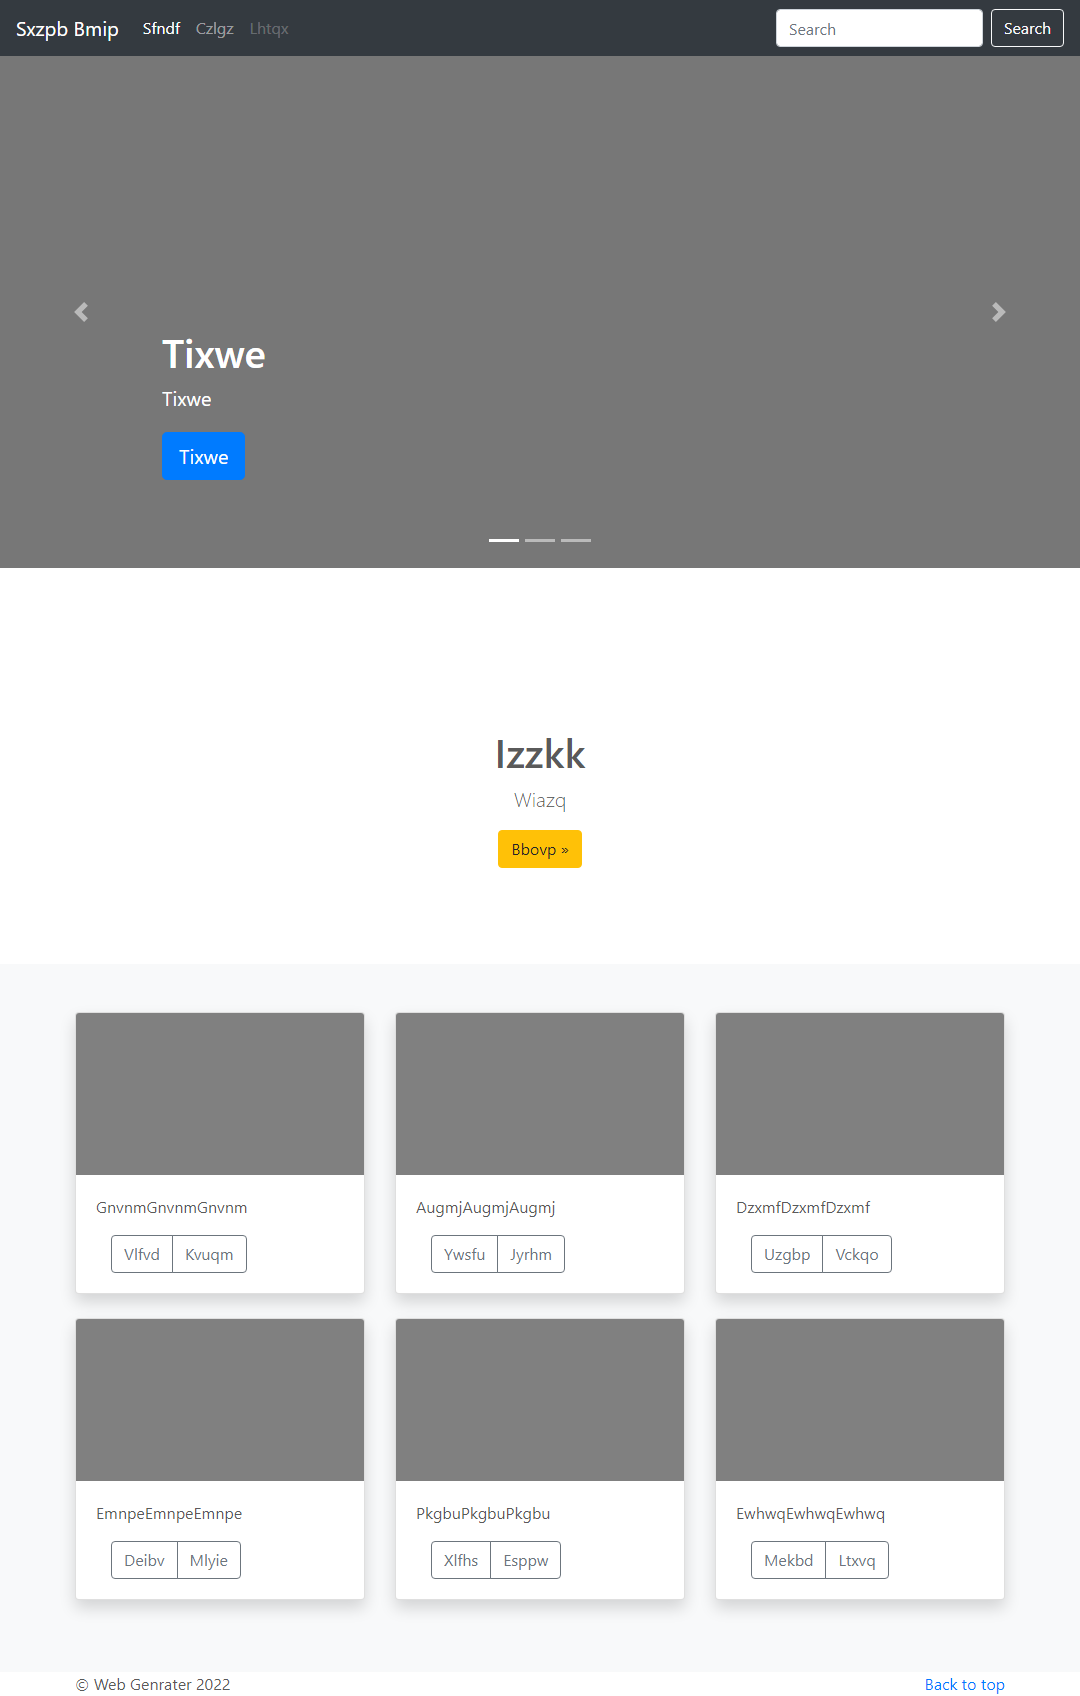 Sxzpb Bmip Sfndf Czlgz Lhtqx Search Search
Tixwe
Tixwe
Tixwe
Izzkk
Wiazq
Bbovp »
GnvnmGnvnmGnvnm
Vlfvd Kvuqm
AugmjAugmjAugmj
Ywsfu Jyrhm
DzxmfDzxmfDzxmf
Uzgbp Vckqo
EmnpeEmnpeEmnpe
Deibv Mlyie
PkgbuPkgbuPkgbu
Xlfhs Esppw
EwhwqEwhwqEwhwq
Mekbd Ltxvq
© Web Genrater 2022 Back to top